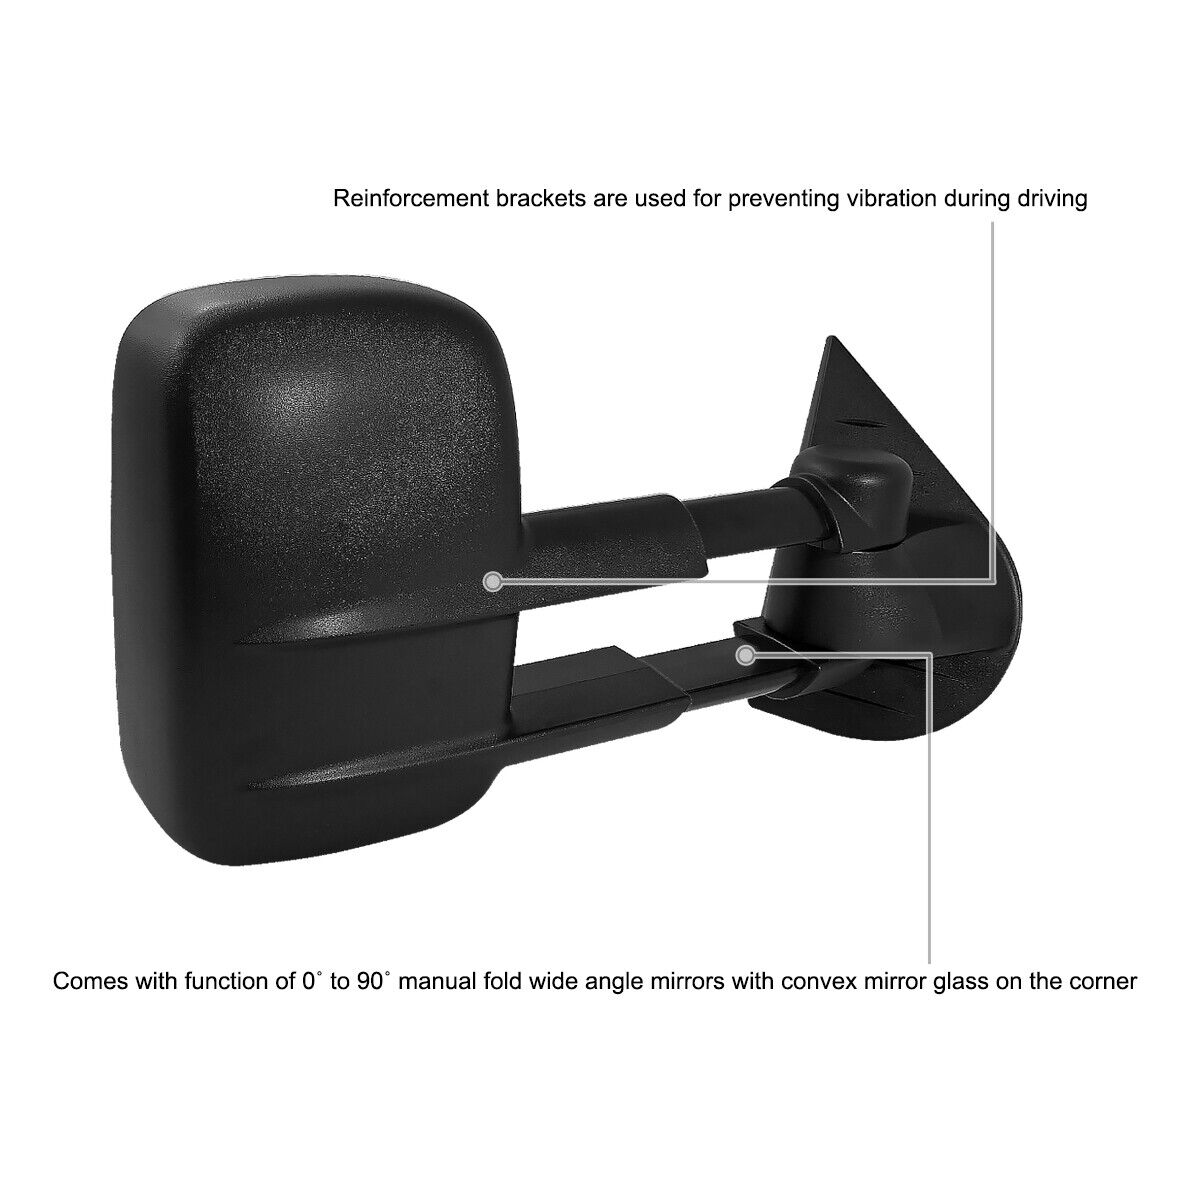 Reinforcement brackets are used for preventing vibration during driving
Comes with function of 0˚ to 90˚ manual fold wide angle mirrors with convex mirror glass on the corner